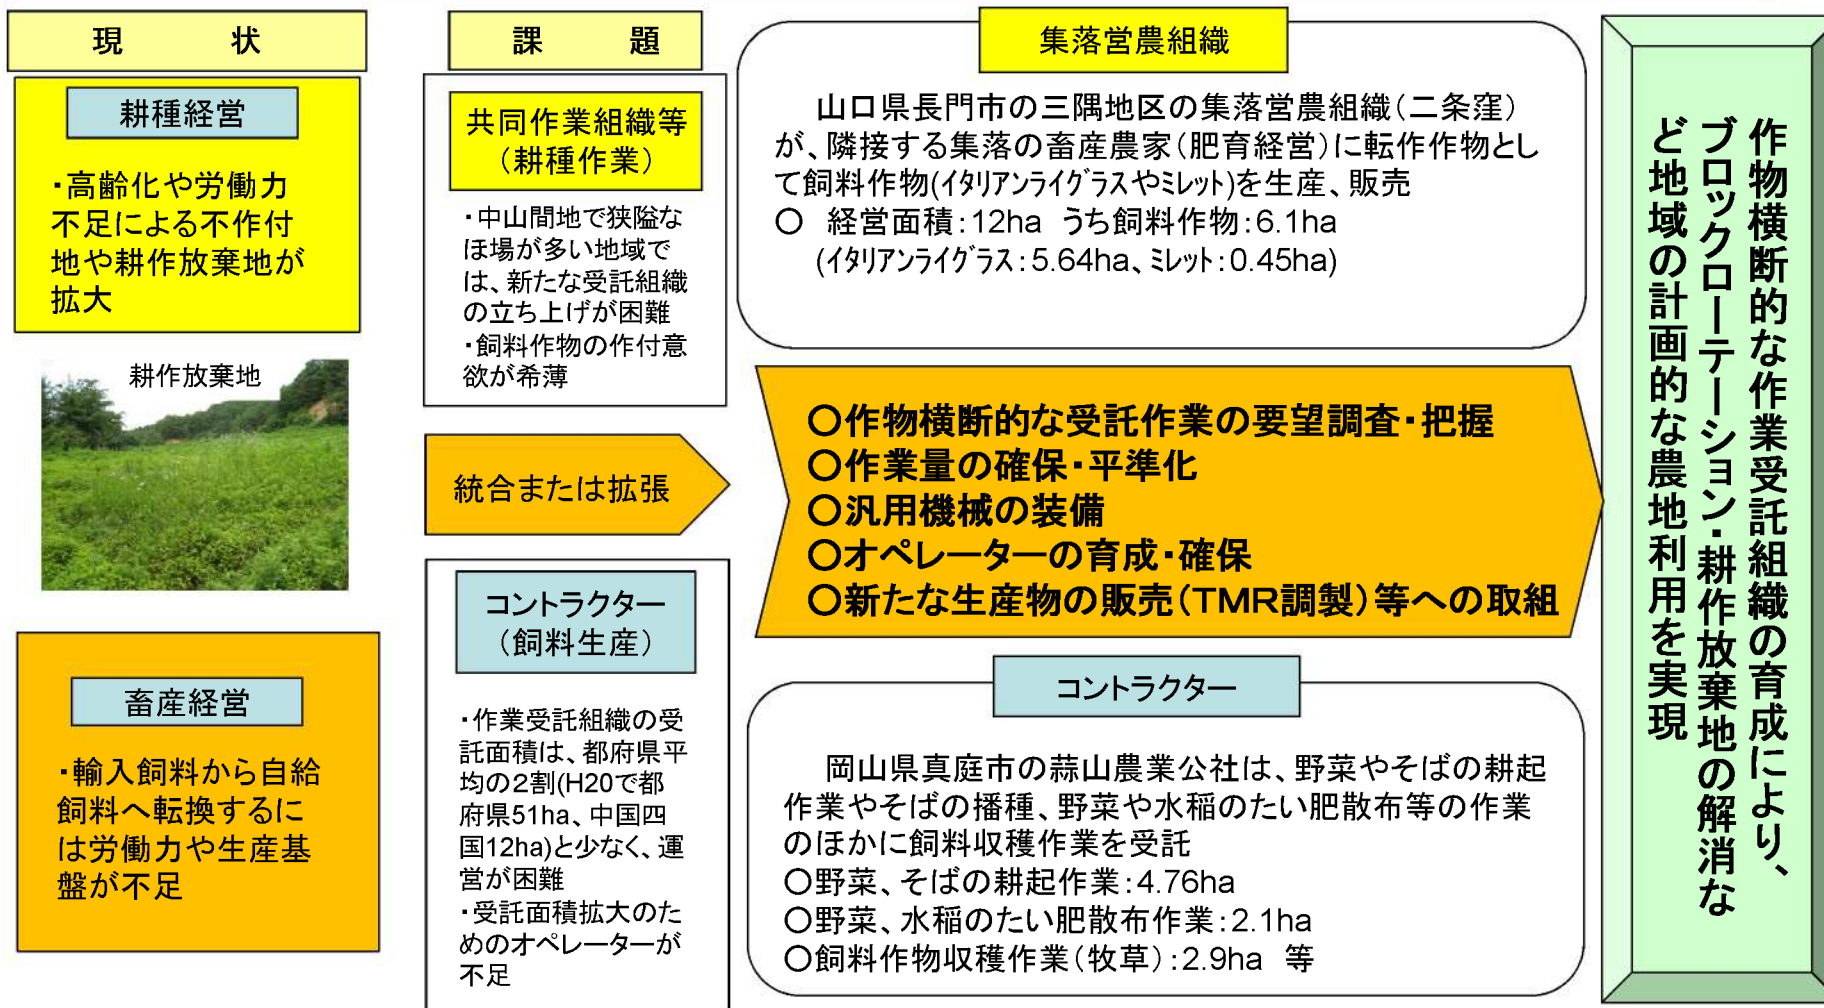 現　状
耕種経営
・高齢化や労働力
不足による不作付
地や耕作放棄地が
拡大
耕作放棄地
畜産経営
・輸入飼料から自給
飼料へ転換するに
は労働力や生産基
盤が不足
課　題
共同作業組織等
（耕種作業）
・中山間地で狭隘な
ほ場が多い地域で
は、新たな受託組織
の立ち上げが困難
・飼料作物の作付意
欲が希薄
統合または拡張
コントラクター
（飼料生産）
・作業受託組織の受
託面積は、都府県平
均の2割(H20で都
府県51ha、中国四
国12ha)と少なく、運
営が困難
・受託面積拡大のた
めのオペレーターが
不足
集落営農組織
山口県長門市の三隅地区の集落営農組織（二条窪）
が、隣接する集落の畜産農家（肥育経営）に転作作物とし
て飼料作物(ｲﾀﾘｱﾝﾗｲｸﾞﾗｽやﾐﾚｯﾄ)を生産、販売
○　経営面積：12ha　うち飼料作物：6.1ha
(ｲﾀﾘｱﾝﾗｲｸﾞﾗｽ：5.64ha、ﾐﾚｯﾄ：0.45ha)
○作物横断的な受託作業の要望調査・把握
○作業量の確保・平準化
○汎用機械の装備
○オペレーターの育成・確保
○新たな生産物の販売（ＴＭＲ調製）等への取組
コントラクター
岡山県真庭市の蒜山農業公社は、野菜やそばの耕起
作業やそばの播種、野菜や水稲のたい肥散布等の作業
のほかに飼料収穫作業を受託
○野菜、そばの耕起作業：4.76ha
○野菜、水稲のたい肥散布作業：2.1ha
○飼料作物収穫作業（牧草）：2.9ha　等
作物横断的な作業受託組織の育成により、
ブロックローテーション・耕作放棄地の解消な
ど地域の計画的な農地利用を実現